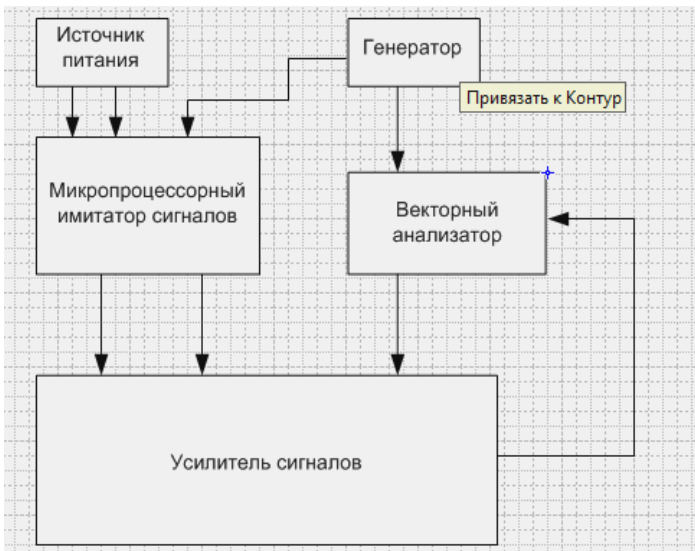 Источник
питания
Генератор
Привязать к Контур
Микропроцессорный
имитатор сигналов
Векторный
анализатор
Усилитель сигналов